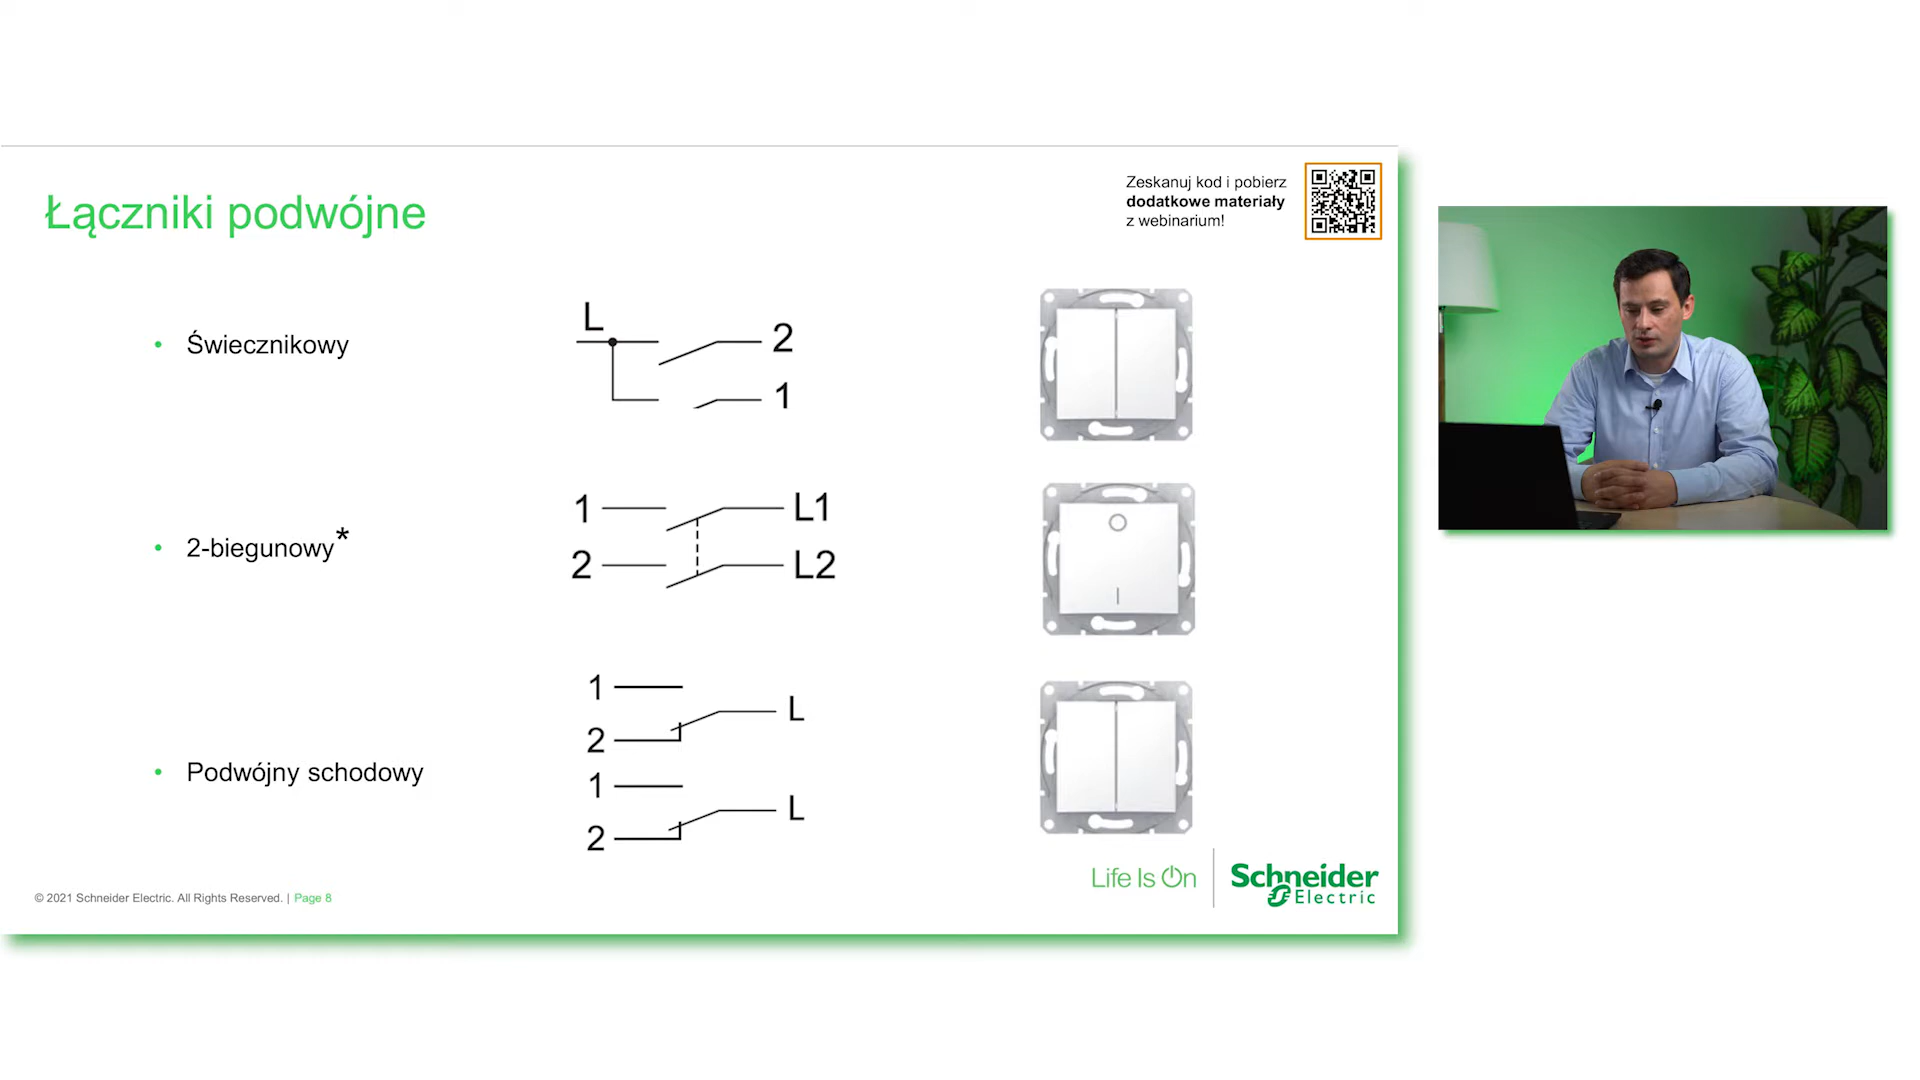 Łączniki podwójne
Zeskanuj kod i pobierz
dodatkowe materiały
z webinarium!
• Świecznikowy
L
2
1
• 2-biegunowy*
1 L1
2 L2
• Podwójny schodowy
1
L
2
1
L
2
Life Is On
Schneider
Electric
© 2021 Schneider Electric. All Rights Reserved. | Page 8